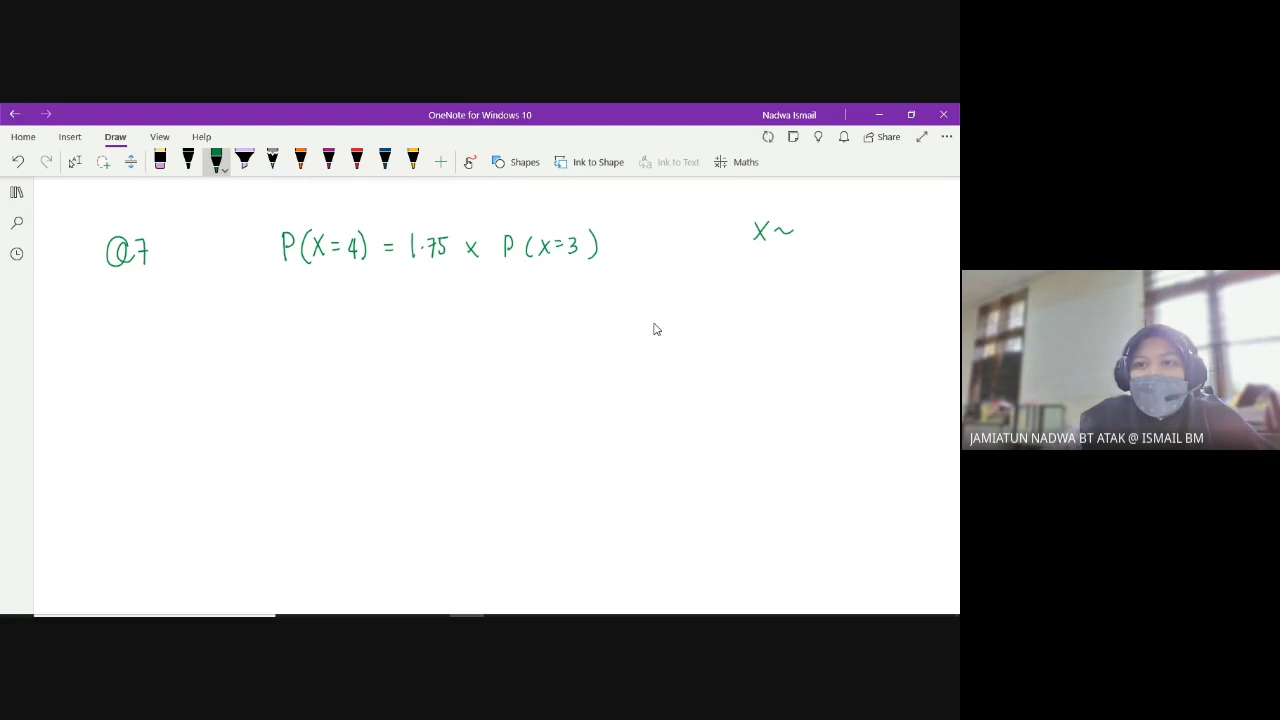 OneNote for Windows 10
Nadwa Ismail
Home Insert Draw View Help
Share
Shapes Ink to Shape Ink to Text Maths
Q7 P(X=4) = 1.75 x P(x=3) X~
JAMIATUN NADWA BT ATAK @ ISMAIL BM